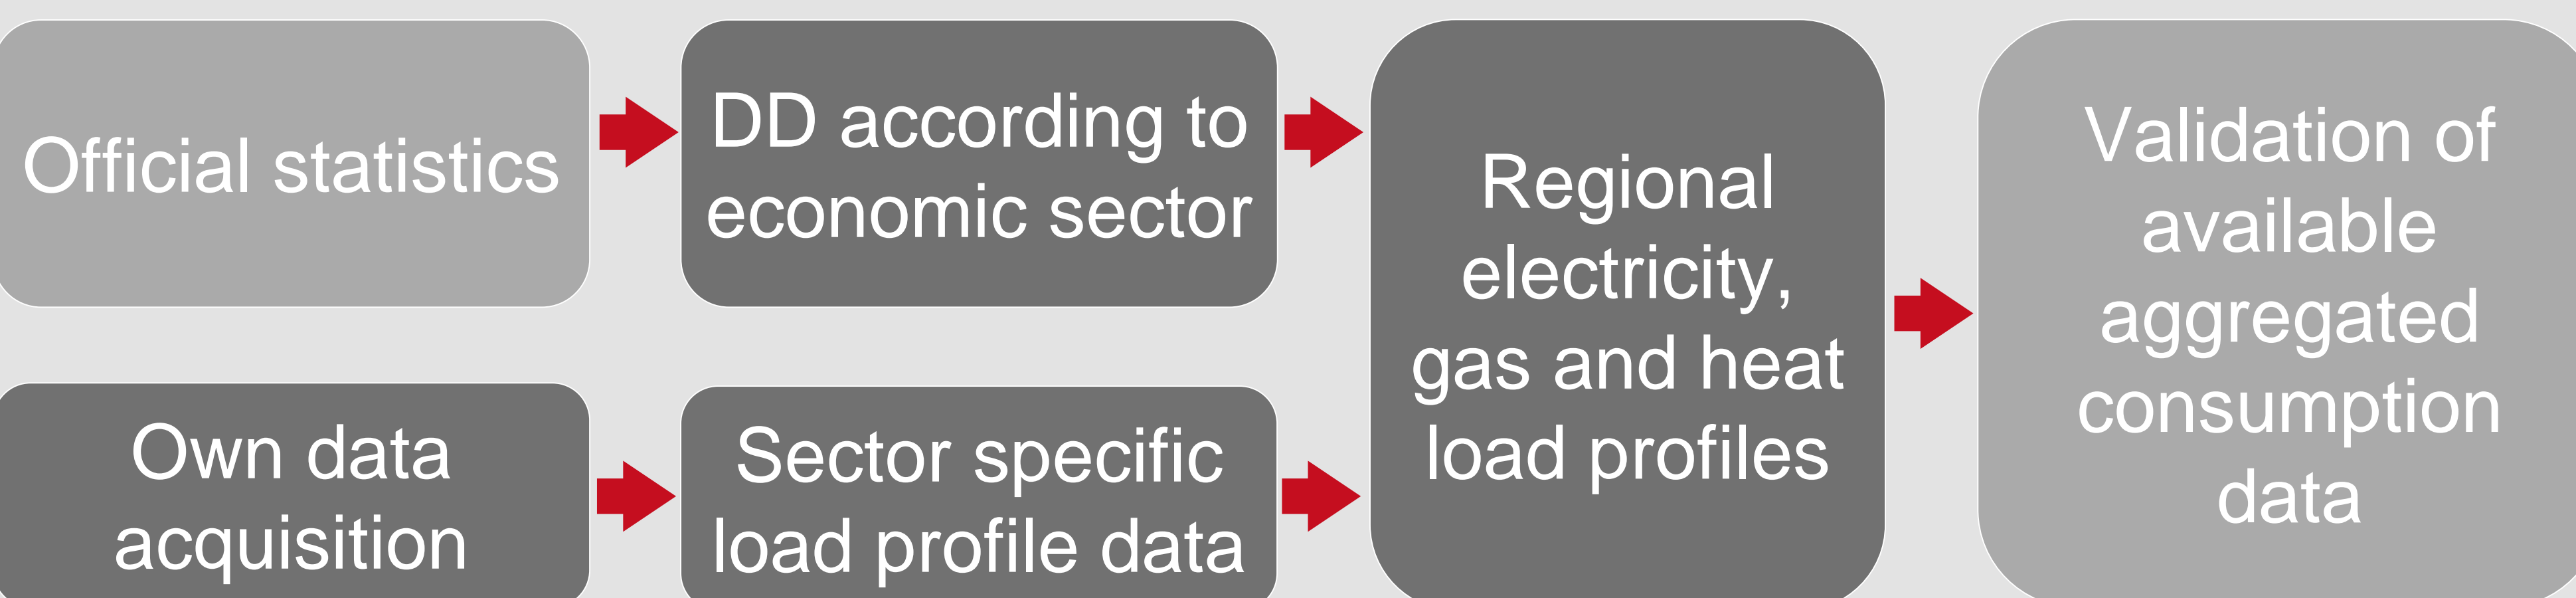 Official statistics
DD according to
economic sector
Own data
acquisition
Sector specific
load profile data
Regional
electricity,
gas and heat
load profiles
Validation of
available
aggregated
consumption
data